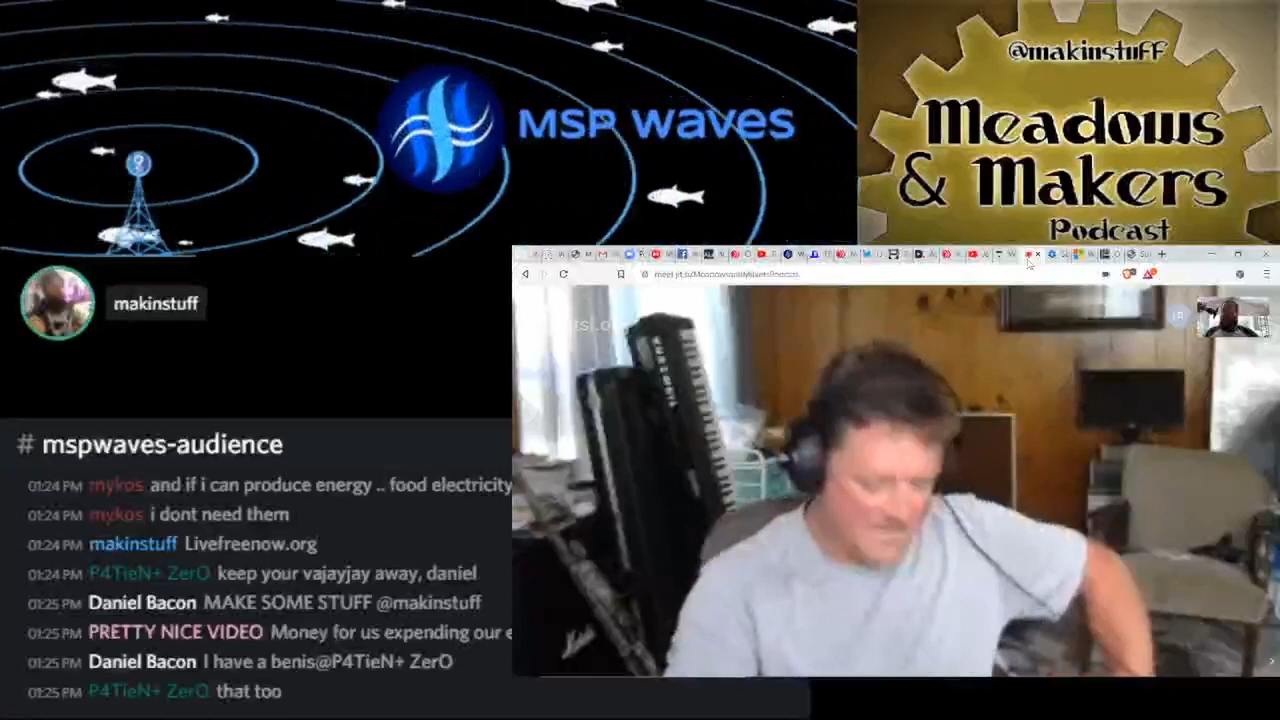 MSP WAVES
@makinstuff
Meadows
& Makers
Podcast
makinstuff
# mspwaves-audience
01:24 PM mykos and if i can produce energy .. food electricity
01:24 PM mykos i dont need them
01:24 PM makinstuff Livefreenow.org
01:24 PM P4TieN+ ZerO keep your vajayjay away, daniel
01:25 PM Daniel Bacon MAKE SOME STUFF @makinstuff
01:25 PM PRETTY NICE VIDEO Money for us expending our e
01:25 PM Daniel Bacon I have a benis@P4TieN+ ZerO
01:25 PM P4TieN+ ZerO that too